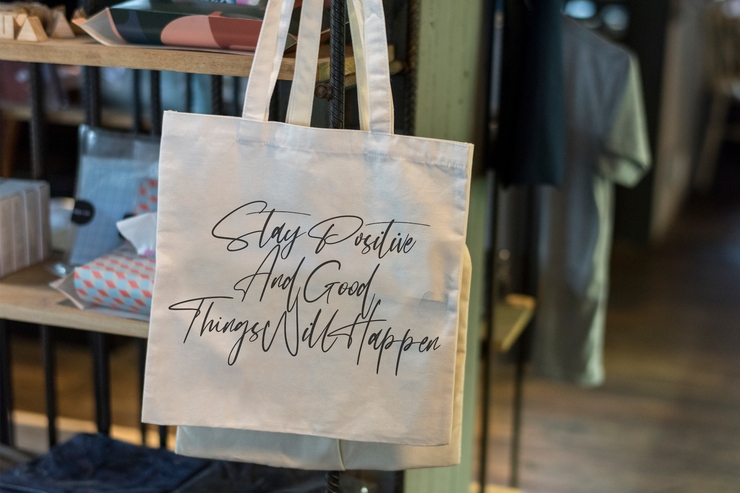 Stay Positive
And Good
Things Will Happen